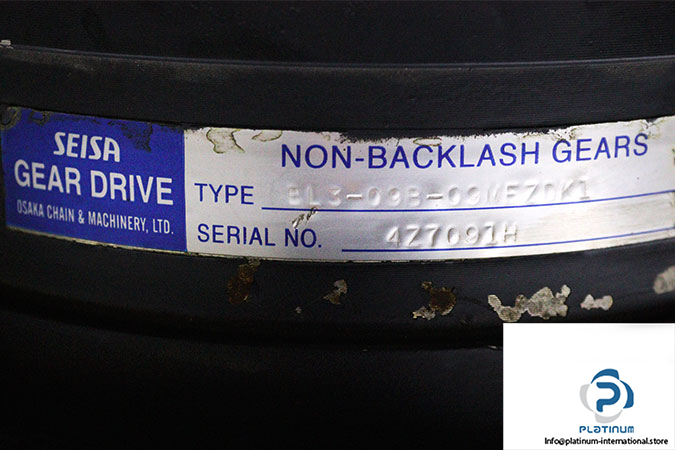 SEISA
GEAR DRIVE
OSAKA CHAIN & MACHINERY, LTD.
NON-BACKLASH GEARS
TYPE
SERIAL NO. 4Z7091H
PLATINUM
Info@platinum-international.store